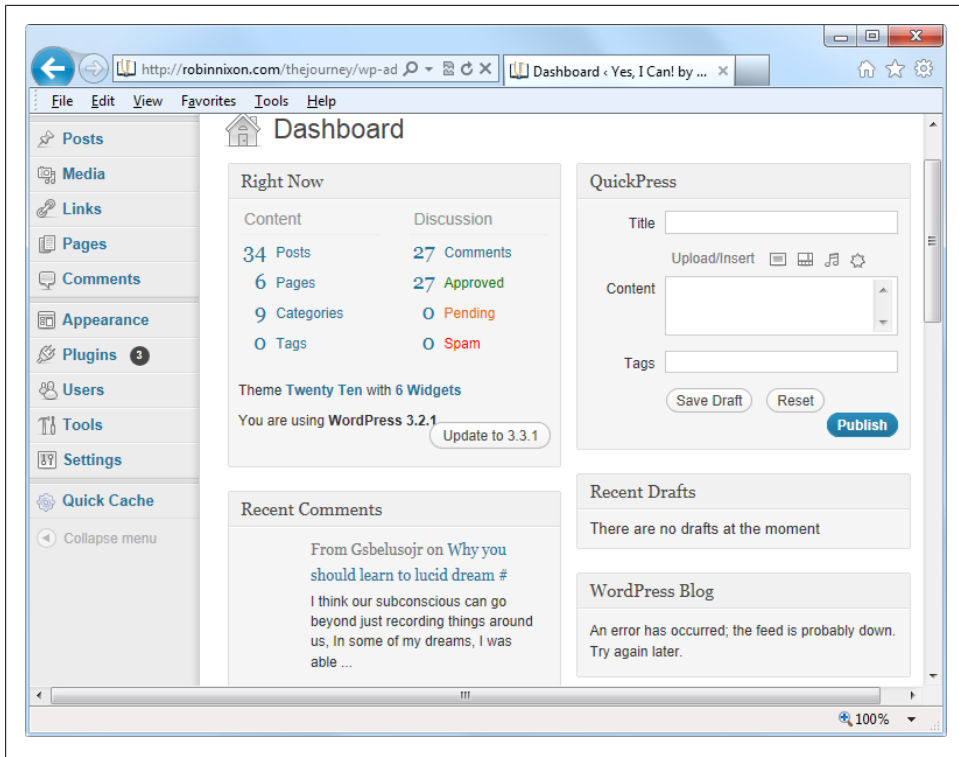 http://robinnixon.com/thejourney/wp-ad
Dashboard ‹ Yes, I Can! by ...
File Edit View Favorites Tools Help
Posts
Media
Links
Pages
Comments
Appearance
Plugins 3
Users
Tools
Settings
Quick Cache
Collapse menu
Dashboard
Right Now
Content
34 Posts
6 Pages
9 Categories
0 Tags
Discussion
27 Comments
27 Approved
0 Pending
0 Spam
Theme Twenty Ten with 6 Widgets
You are using WordPress 3.2.1
Update to 3.3.1
Recent Comments
From Gsbelusojr on Why you
should learn to lucid dream #
I think our subconscious can go
beyond just recording things around
us, In some of my dreams, I was
able ...
QuickPress
Title
Upload/Insert
Content
Tags
Save Draft
Reset
Publish
Recent Drafts
There are no drafts at the moment
WordPress Blog
An error has occurred; the feed is probably down.
Try again later.
100%